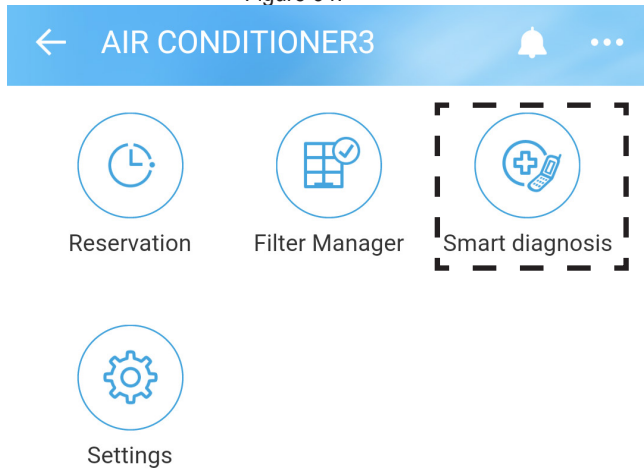 AIR CONDITIONER3
Reservation
Filter Manager
Smart diagnosis
Settings